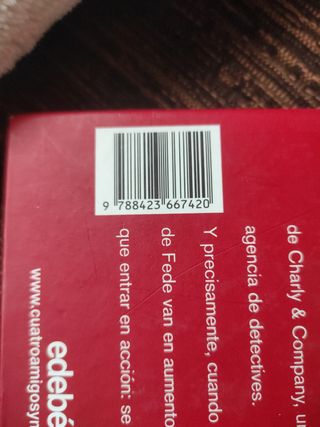 9 788423 667420
de Charly & Company, u
agencia de detectives.
Y precisamente, cuando
de Fede van en aumento
que entrar en acción: se
edebé
www.cuatroamigosym